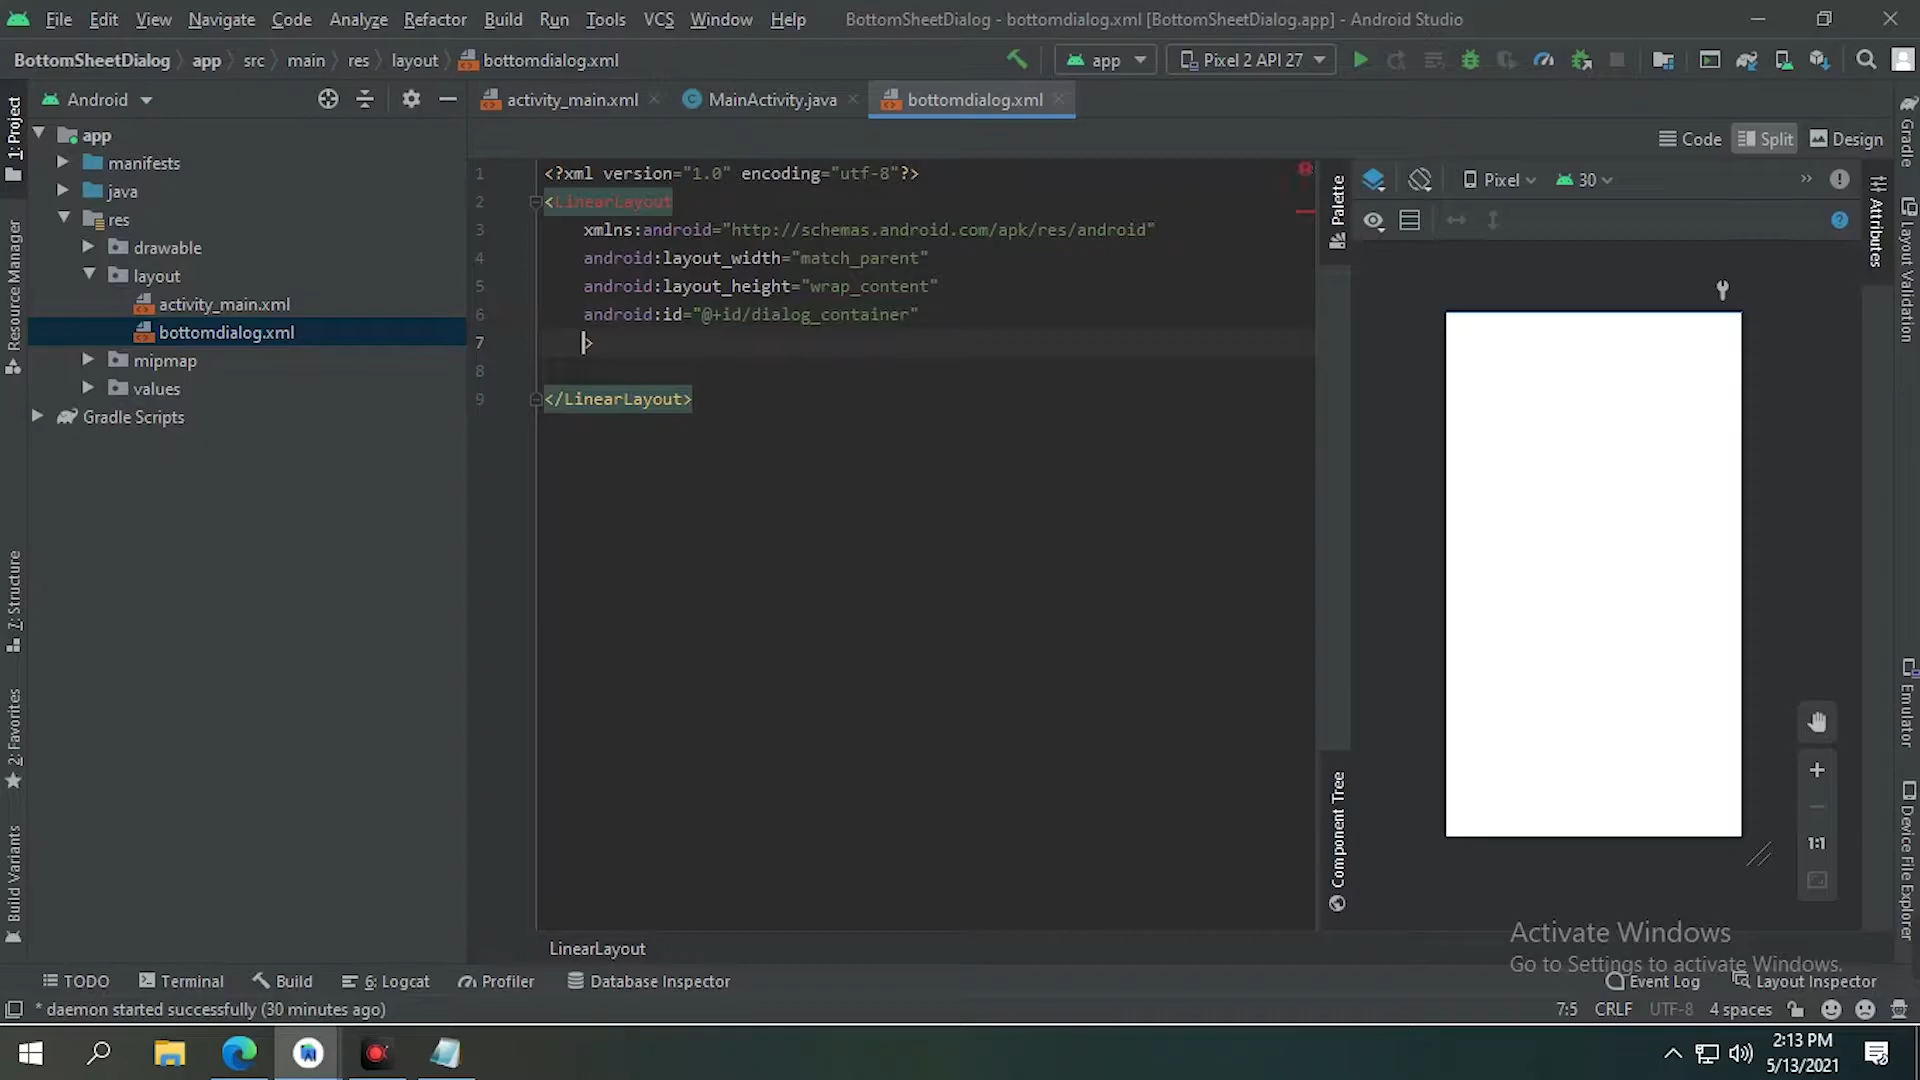 File Edit View Navigate Code Analyze Refactor Build Run Tools VCS Window Help BottomSheetDialog - bottomdialog.xml [BottomSheetDialog.app] - Android Studio
BottomSheetDialog app src main res layout bottomdialog.xml app Pixel 2 API 27
Android activity_main.xml MainActivity.java bottomdialog.xml
Code Split Design
1: Project
Resource Manager
7: Structure
2: Favorites
Build Variants
app
manifests
java
res
drawable
layout
activity_main.xml
bottomdialog.xml
mipmap
values
Gradle Scripts
1 <?xml version="1.0" encoding="utf-8"?>
2 <LinearLayout
3 xmlns:android="http://schemas.android.com/apk/res/android"
4 android:layout_width="match_parent"
5 android:layout_height="wrap_content"
6 android:id="@+id/dialog_container"
7 >
8
9 </LinearLayout>
LinearLayout
Palette
Component Tree
Pixel 30
1:1
Attributes
Gradle
Layout Validation
Emulator
Device File Explorer
Activate Windows
Go to Settings to activate Windows.
TODO Terminal Build 6: Logcat Profiler Database Inspector Event Log Layout Inspector
* daemon started successfully (30 minutes ago) 7:5 CRLF UTF-8 4 spaces
2:13 PM
5/13/2021